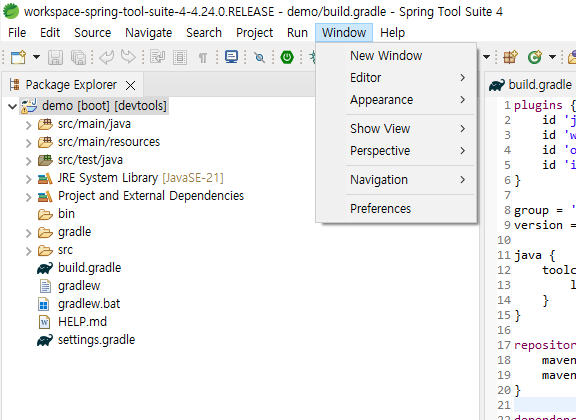 workspace-spring-tool-suite-4-4.24.0.RELEASE - demo/build.gradle - Spring Tool Suite 4
File Edit Source Navigate Search Project Run Window Help
New Window
Editor
Appearance
Show View
Perspective
Navigation
Preferences
Package Explorer
demo [boot] [devtools]
src/main/java
src/main/resources
src/test/java
JRE System Library [JavaSE-21]
Project and External Dependencies
bin
gradle
src
build.gradle
gradlew
gradlew.bat
HELP.md
settings.gradle
build.gradle
1 plugins {
2 id 'j
3 id 'w
4 id 'o
5 id 'i
6 }
7
8 group = '
9 version =
10
11 java {
12 toolc
13 l
14 }
15 }
16
17 repositor
18 maven
19 maven
20 }
21
22 dependenc